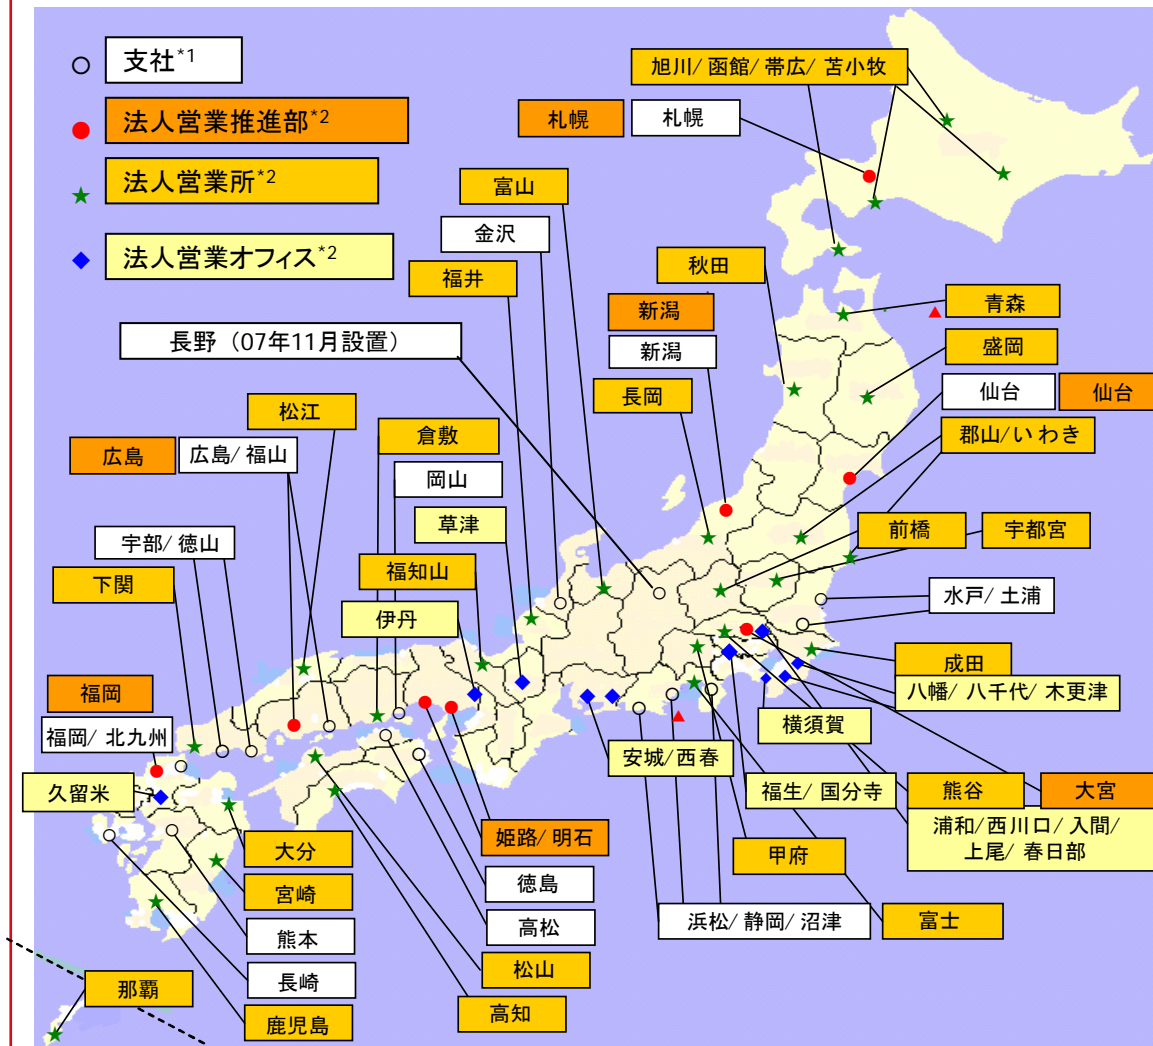 支社*1
法人営業推進部*2
法人営業所*2
法人営業オフィス*2
旭川/函館/帯広/苫小牧
札幌
札幌
富山
金沢
福井
秋田
青森
新潟
新潟
長野（07年11月設置）
盛岡
長岡
仙台
仙台
松江
倉敷
郡山/いわき
広島
広島/福山
岡山
草津
前橋
宇都宮
宇部/徳山
福知山
下関
水戸/土浦
伊丹
成田
福岡
八幡/八千代/木更津
横須賀
福岡/北九州
安城/西春
久留米
福生/国分寺
熊谷
大宮
浦和/西川口/入間/
上尾/春日部
姫路/明石
大分
甲府
宮崎
徳島
高松
浜松/静岡/沼津
富士
熊本
長崎
松山
那覇
高知
鹿児島
?